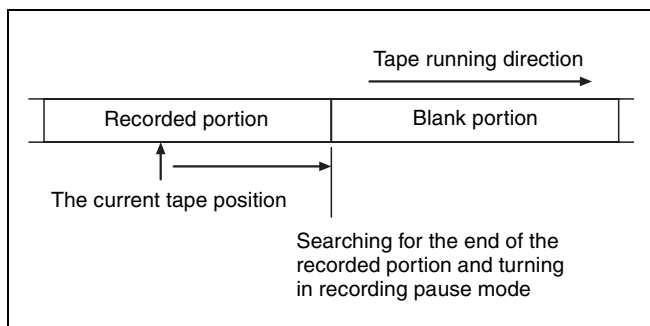 Tape running direction
Recorded portion
Blank portion
The current tape position
Searching for the end of the
recorded portion and turning
in recording pause mode